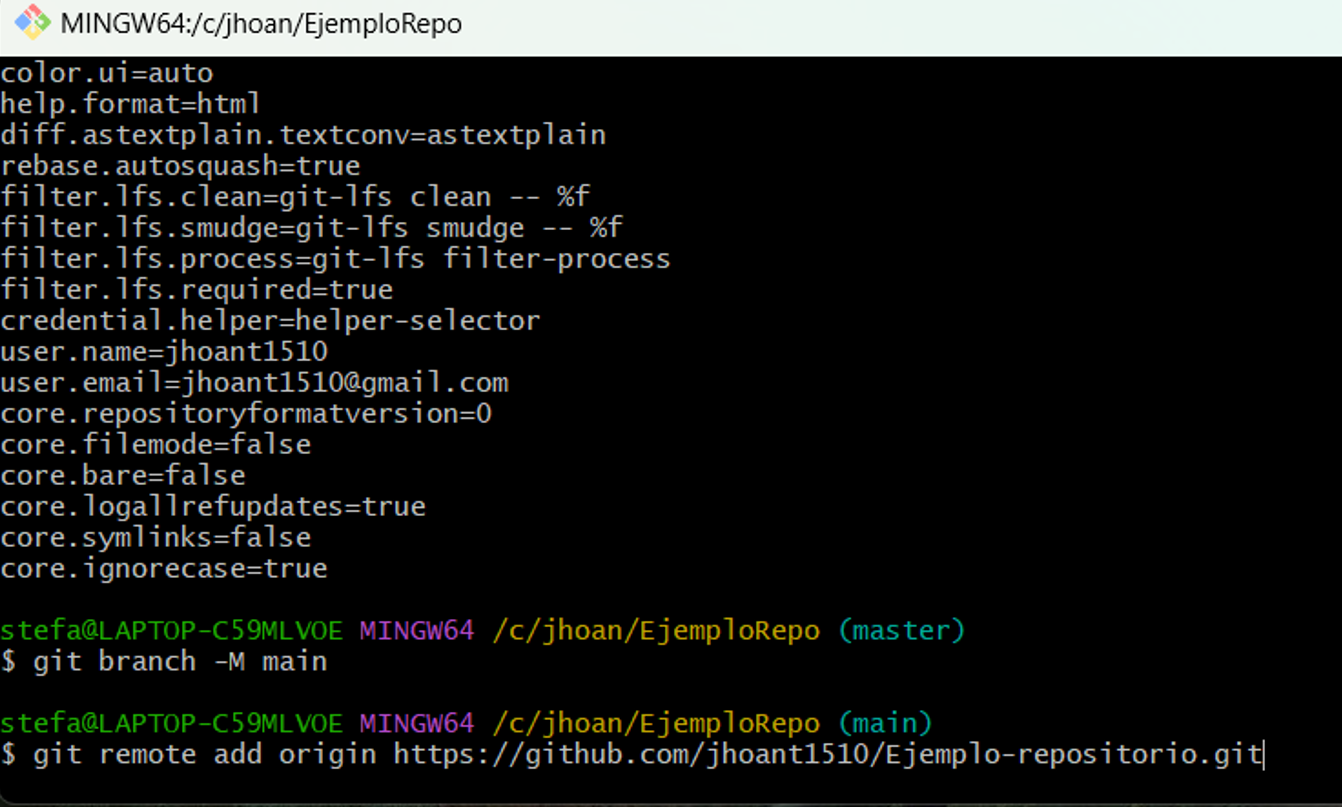 MINGW64:/c/jhoan/EjemploRepo
color.ui=auto
help.format=html
diff.astextplain.textconv=astextplain
rebase.autosquash=true
filter.lfs.clean=git-lfs clean -- %f
filter.lfs.smudge=git-lfs smudge -- %f
filter.lfs.process=git-lfs filter-process
filter.lfs.required=true
credential.helper=helper-selector
user.name=jhoant1510
user.email=jhoant1510@gmail.com
core.repositoryformatversion=0
core.filemode=false
core.bare=false
core.logallrefupdates=true
core.symlinks=false
core.ignorecase=true
stefa@LAPTOP-C59MLVOE MINGW64 /c/jhoan/EjemploRepo (master)
$ git branch -M main
stefa@LAPTOP-C59MLVOE MINGW64 /c/jhoan/EjemploRepo (main)
$ git remote add origin https://github.com/jhoant1510/Ejemplo-repositorio.git